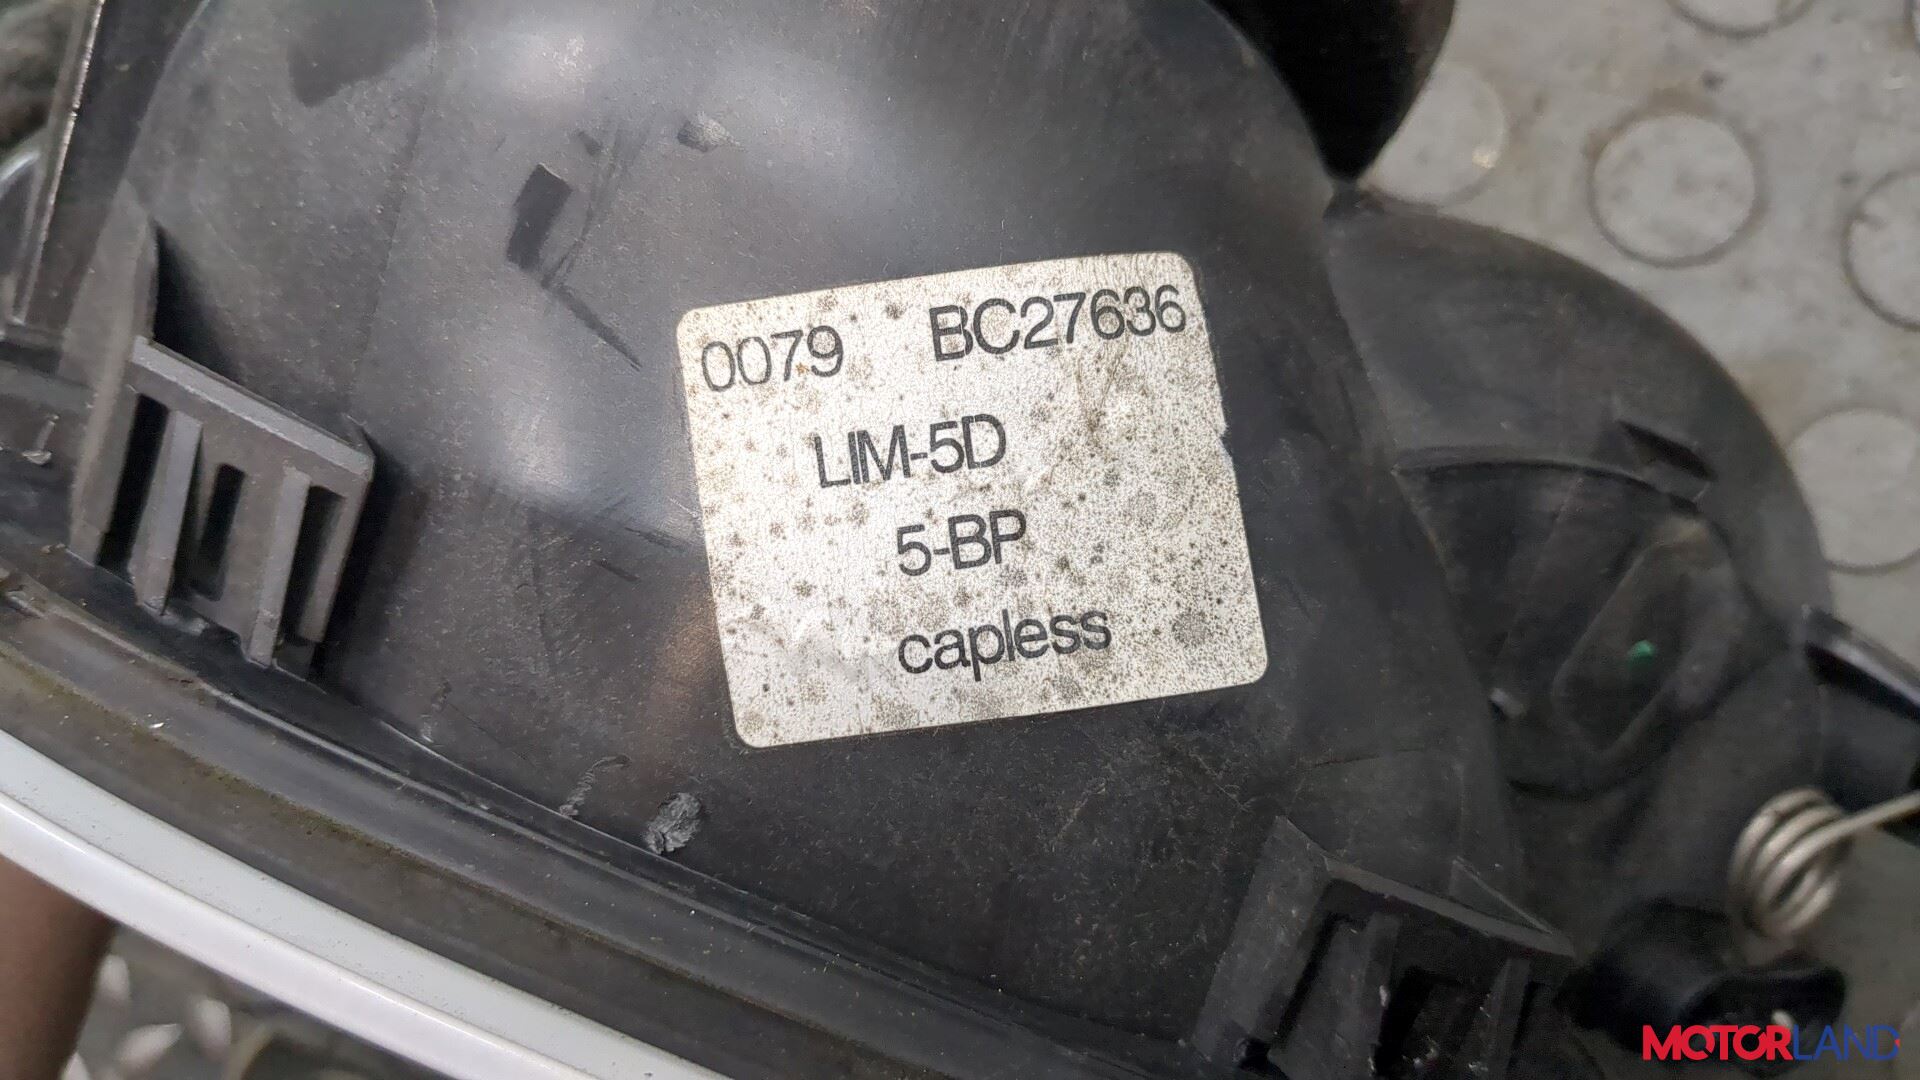 0079 BC27636
LIM-5D
5-BP
capless
MOTORLAND